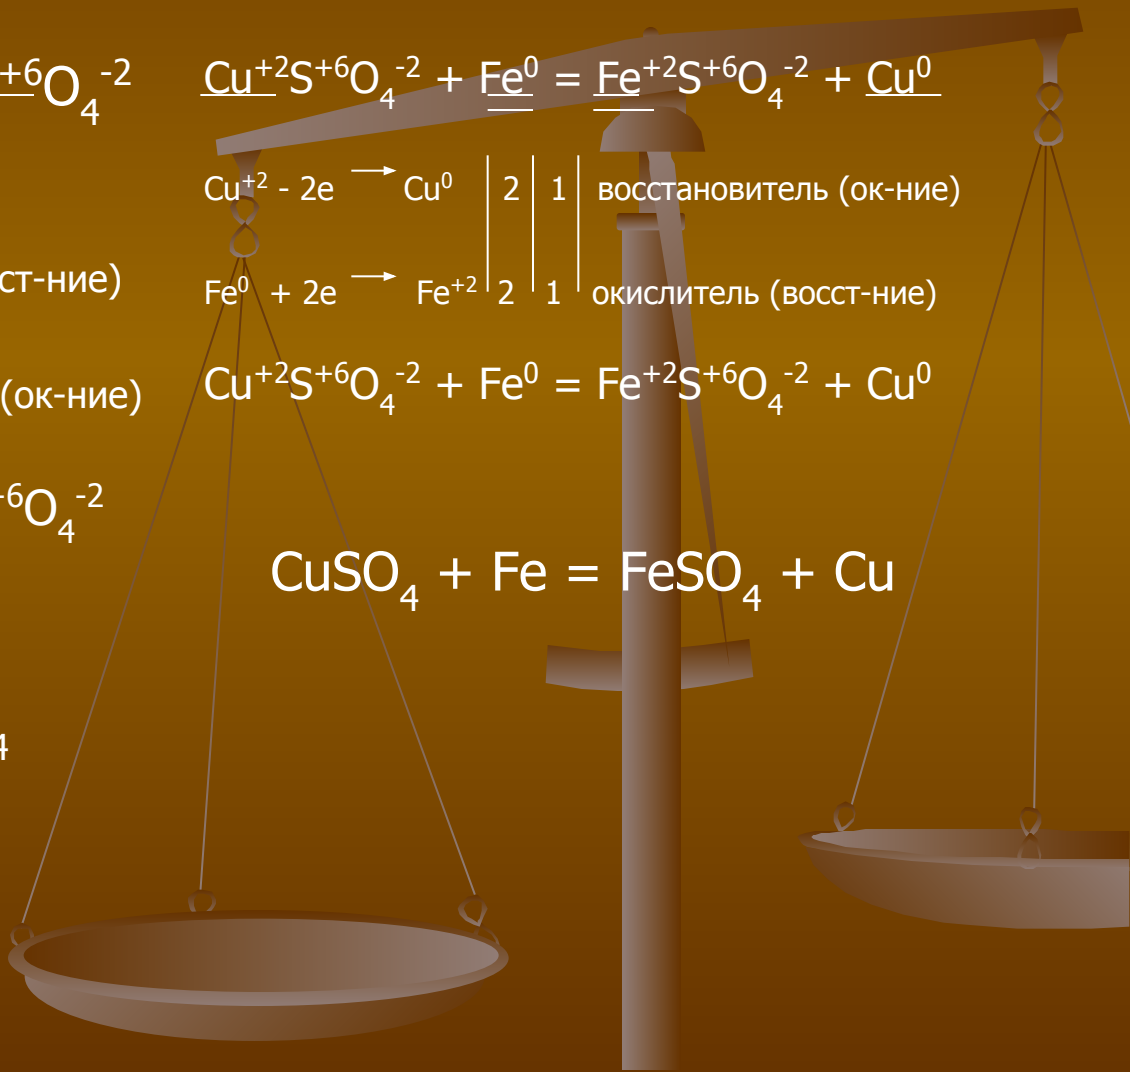 +6O4-2
Cu+2S+6O4-2 + Fe0 = Fe+2S+6O4-2 + Cu0
Cu+2 - 2e → Cu0 | 2 | 1 | восстановитель (ок-ние)
ст-ние)
Fe0 + 2e → Fe+2 | 2 | 1 | окислитель (восст-ние)
(ок-ние)
Cu+2S+6O4-2 + Fe0 = Fe+2S+6O4-2 + Cu0
+6O4-2
CuSO4 + Fe = FeSO4 + Cu
4